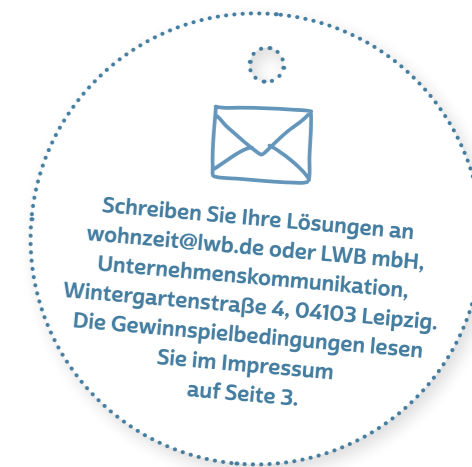 Schreiben Sie Ihre Lösungen an
wohnzeit@lwb.de oder LWB mbH,
Unternehmenskommunikation,
Wintergartenstraße 4, 04103 Leipzig.
Die Gewinnspielbedingungen lesen
Sie im Impressum
auf Seite 3.